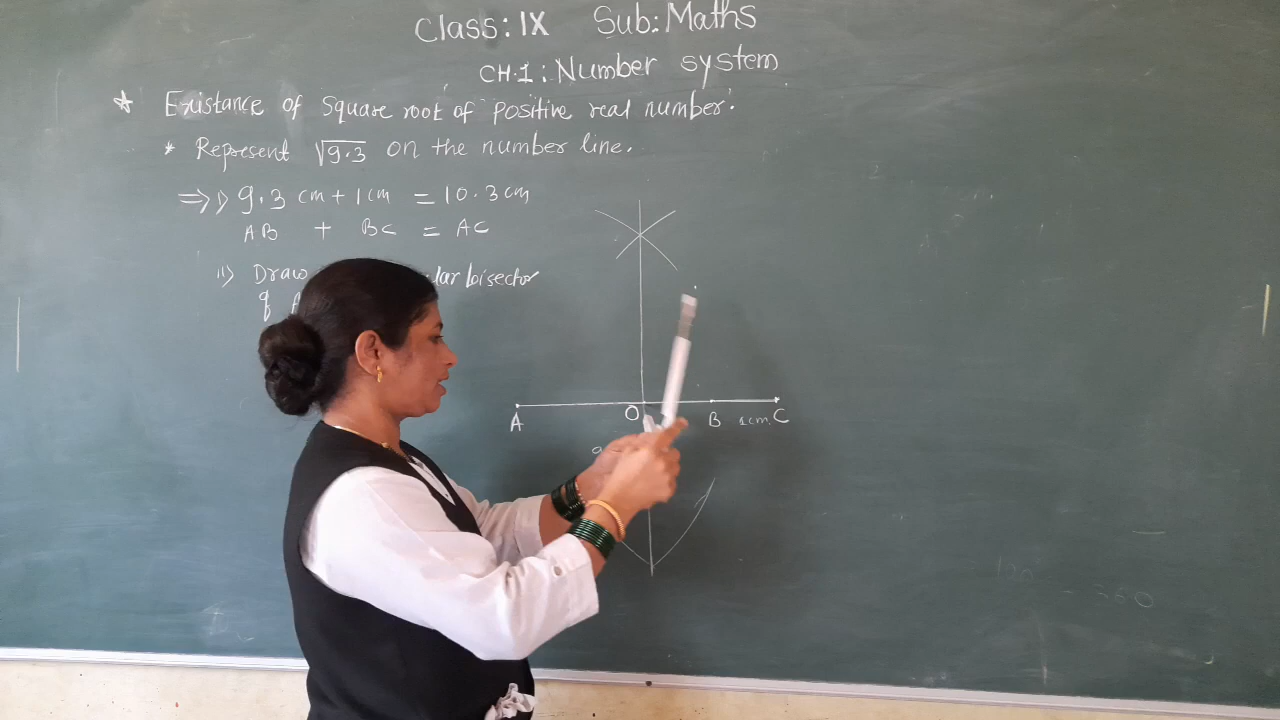 Class: IX Sub: Maths
CH.1: Number system
* Existance of square root of positive real number.
* Represent √9.3 on the number line.
⇒ i) 9.3 cm + 1 cm = 10.3 cm
AB + BC = AC
ii) Draw lar bisector
of
A O B 1cm. C